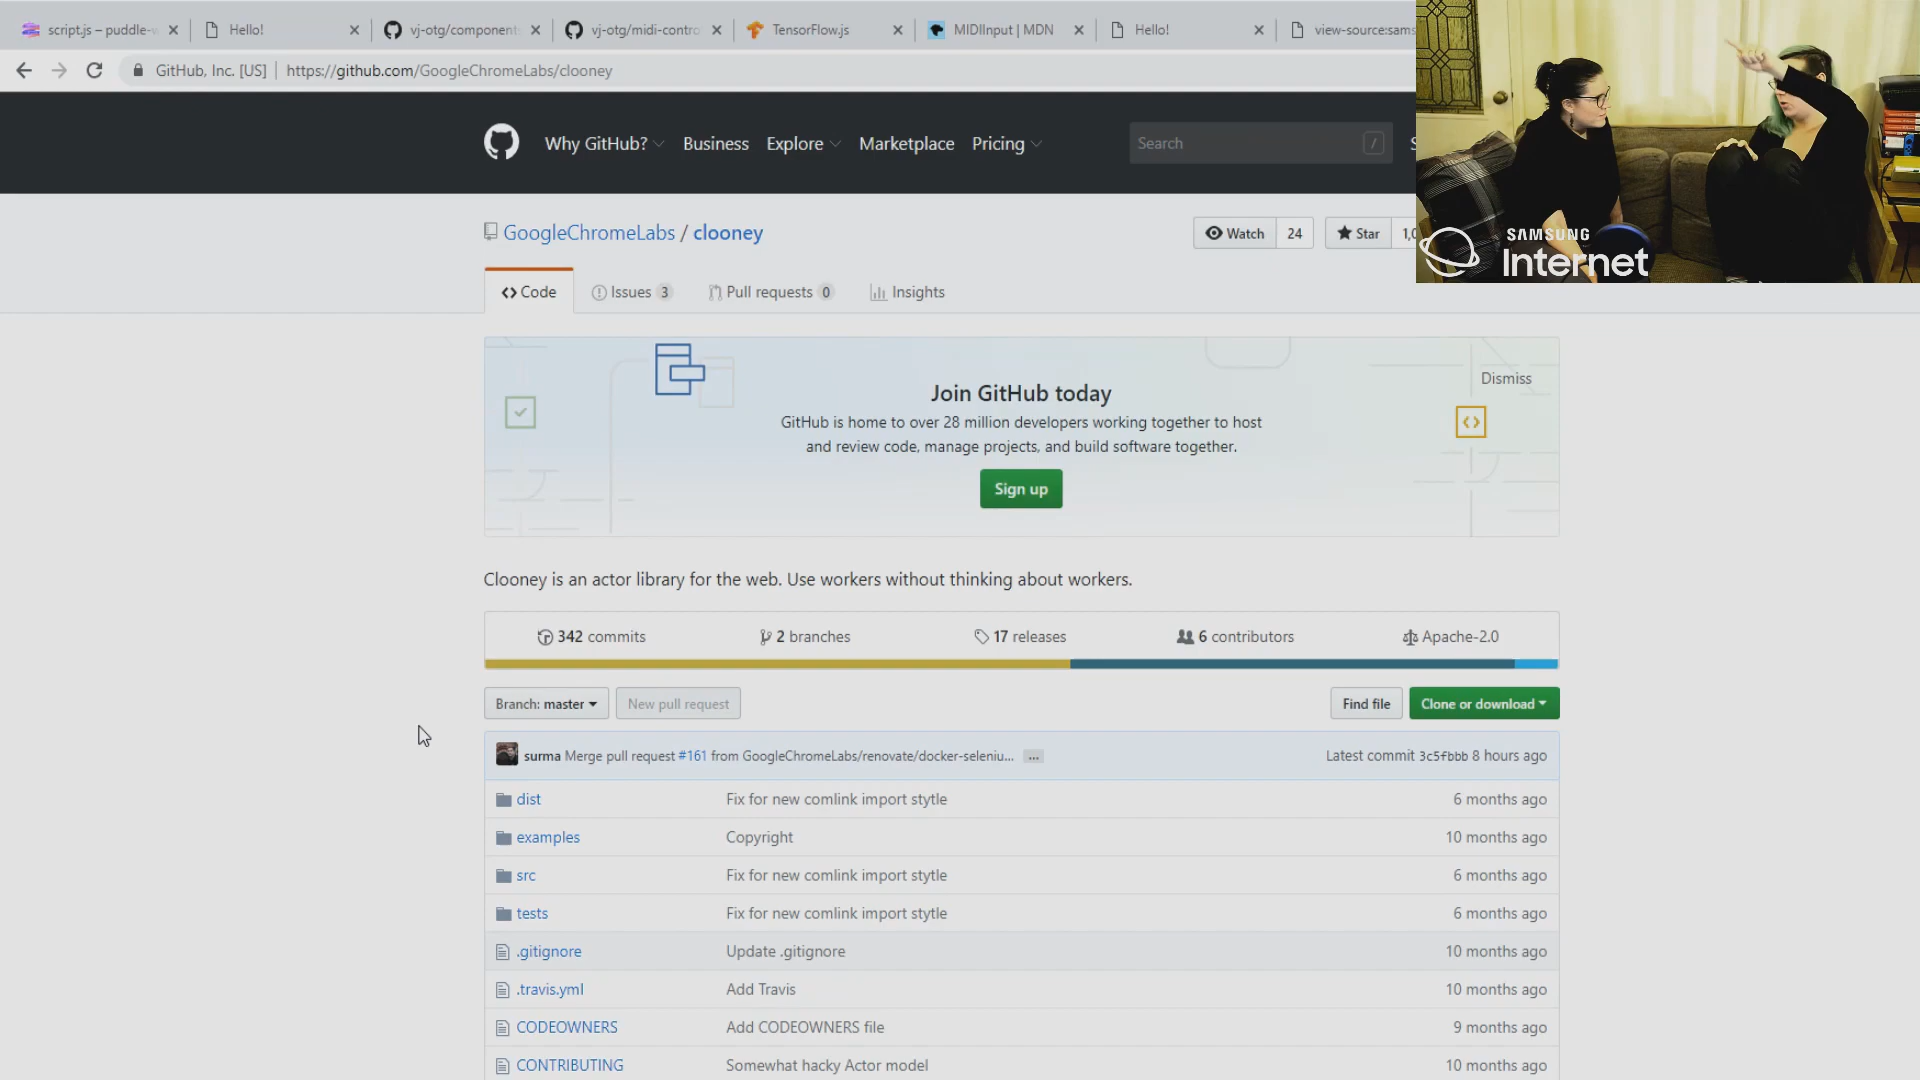 script.js – puddle-w
Hello!
vj-otg/component
vj-otg/midi-contro
TensorFlow.js
MIDIInput | MDN
Hello!
view-source:sams
GitHub, Inc. [US] https://github.com/GoogleChromeLabs/clooney
SAMSUNG
Internet
Why GitHub? Business Explore Marketplace Pricing Search / S
GoogleChromeLabs / clooney
Watch 24 Star 1,0
Code Issues 3 Pull requests 0 Insights
Join GitHub today
Dismiss
GitHub is home to over 28 million developers working together to host
and review code, manage projects, and build software together.
Sign up
Clooney is an actor library for the web. Use workers without thinking about workers.
342 commits 2 branches 17 releases 6 contributors Apache-2.0
Branch: master New pull request Find file Clone or download
surma Merge pull request #161 from GoogleChromeLabs/renovate/docker-seleniu... ... Latest commit 3c5fbbb 8 hours ago
dist Fix for new comlink import stytle 6 months ago
examples Copyright 10 months ago
src Fix for new comlink import stytle 6 months ago
tests Fix for new comlink import stytle 6 months ago
.gitignore Update .gitignore 10 months ago
.travis.yml Add Travis 10 months ago
CODEOWNERS Add CODEOWNERS file 9 months ago
CONTRIBUTING Somewhat hacky Actor model 10 months ago